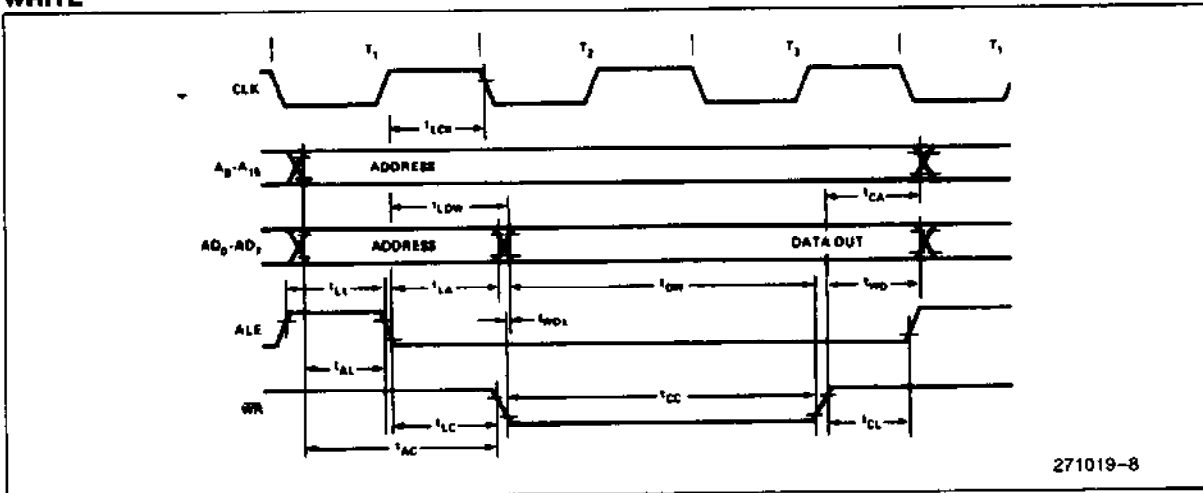 WRITE
T₁ T₂ T₃ T₁
CLK
tLCK
A₈-A₁₅ ADDRESS
tCA
tLDW
AD₀-AD₇ ADDRESS DATA OUT
tLL tLA tDW tWD
tWDL
ALE
tAL
WR tCC
tLC tCL
tAC
271019-8